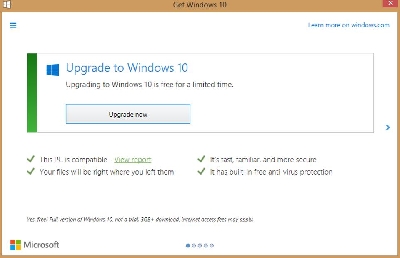 Get Windows 10
Learn more on windows.com
Upgrade to Windows 10
Upgrading to Windows 10 is free for a limited time.
Upgrade now
This PC is compatible View report
It's fast, familiar, and more secure
Your files will be right where you left them
It has built-in free anti-virus protection
Yes, free! Full version of Windows 10, not a trial. 3GB+ download; internet access fees may apply.
Microsoft